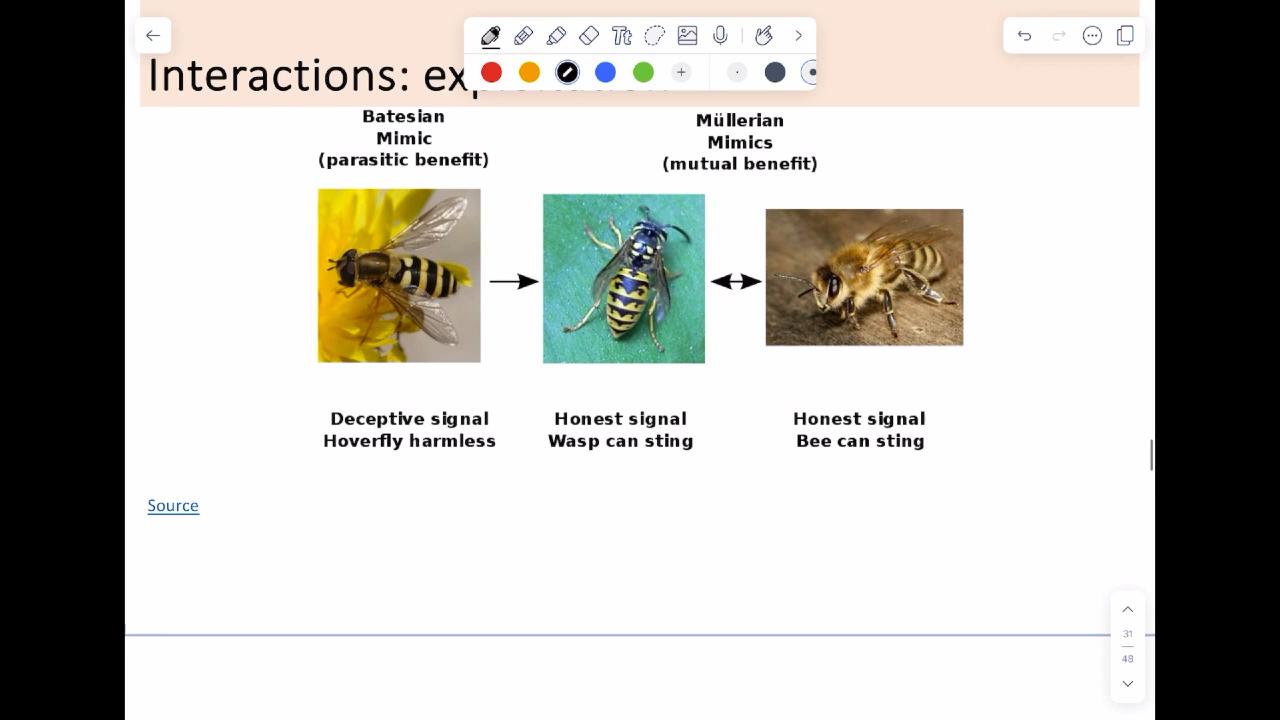 Interactions:
Batesian
Mimic
(parasitic benefit)
Müllerian
Mimics
(mutual benefit)
Deceptive signal
Hoverfly harmless
Honest signal
Wasp can sting
Honest signal
Bee can sting
Source
Tt
31
48